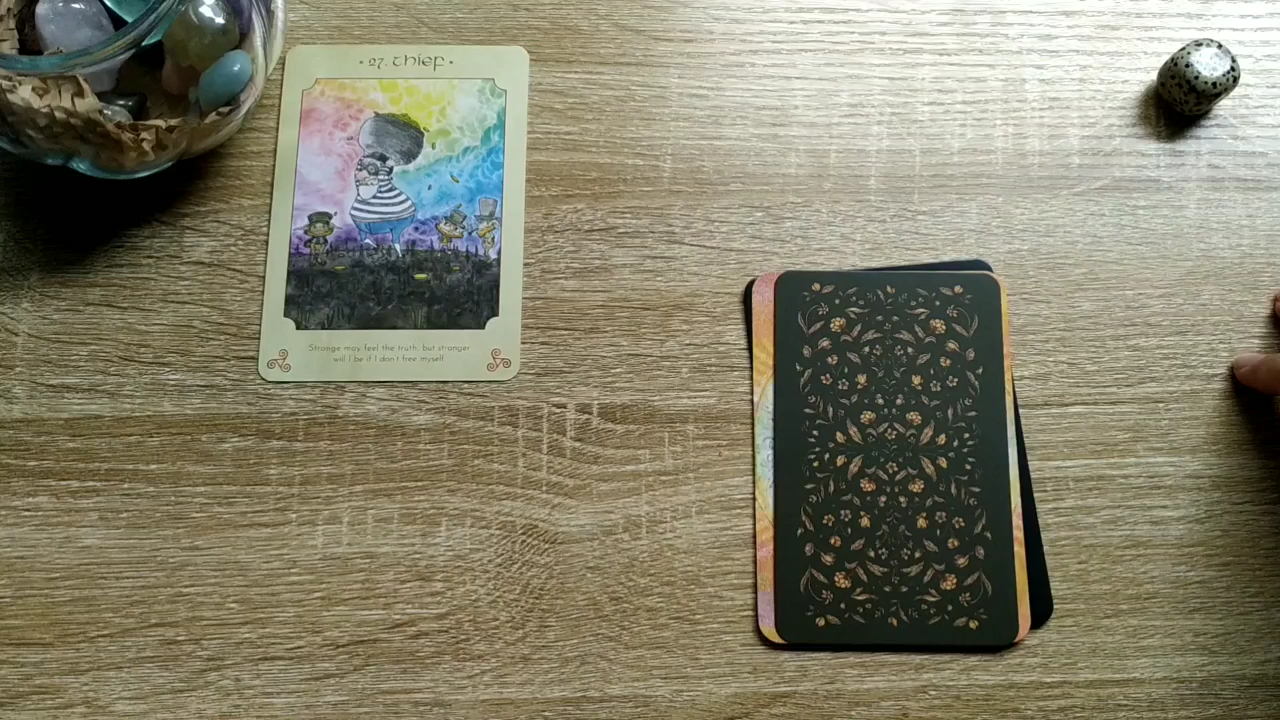 • 27. Thief •
Strange may feel the truth, but stranger
will I be if I don't free myself.